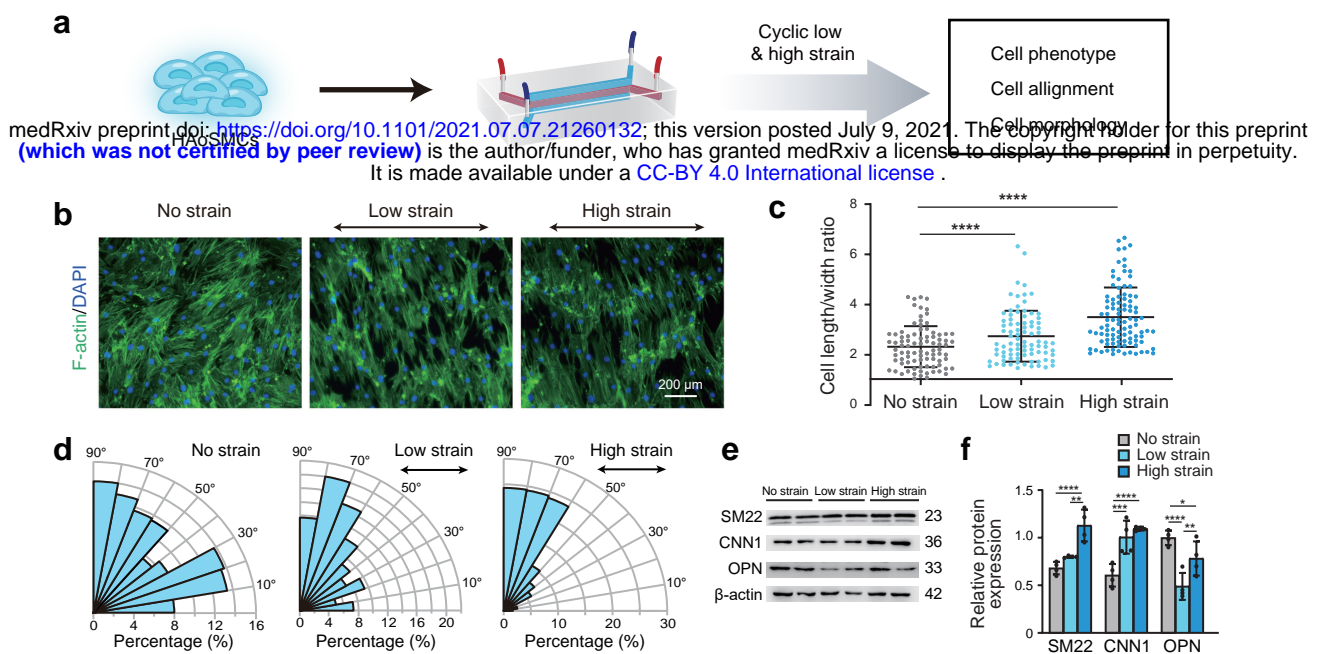 a
Cyclic low
& high strain
Cell phenotype
Cell allignment
Cell morphology
HAoSMCs
medRxiv preprint doi: https://doi.org/10.1101/2021.07.07.21260132; this version posted July 9, 2021. The copyright holder for this preprint
(which was not certified by peer review) is the author/funder, who has granted medRxiv a license to display the preprint in perpetuity.
It is made available under a CC-BY 4.0 International license .
b
No strain
Low strain
High strain
F-actin/DAPI
200 µm
c
Cell length/width ratio
8
6
4
2
0
****
****
No strain
Low strain
High strain
d
No strain
90°
70°
50°
30°
10°
0 4 8 12 16
Percentage (%)
Low strain
90°
70°
50°
30°
10°
0 4 8 12 16 20
Percentage (%)
High strain
90°
70°
50°
30°
10°
0 10 20 30
Percentage (%)
e
No strain Low strain High strain
SM22 23
CNN1 36
OPN 33
β-actin 42
f
No strain
Low strain
High strain
Relative protein
expression
1.5
1.0
0.5
0
****
**
****
***
*
****
**
SM22 CNN1 OPN